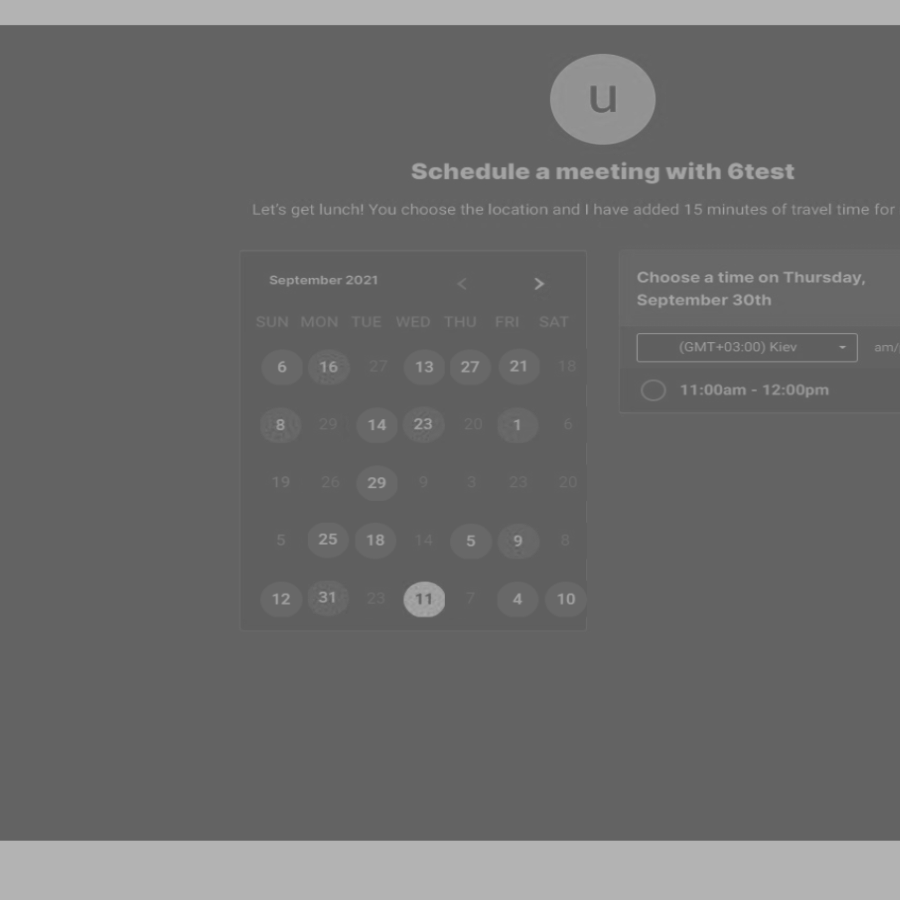 u
Schedule a meeting with 6test
Let's get lunch! You choose the location and I have added 15 minutes of travel time for
September 2021 < >
SUN MON TUE WED THU FRI SAT
6 16 27 13 27 21 18
8 29 14 23 20 1 6
19 26 29 9 3 23 20
5 25 18 14 5 9 8
12 31 23 11 7 4 10
Choose a time on Thursday,
September 30th
(GMT+03:00) Kiev am/
11:00am - 12:00pm